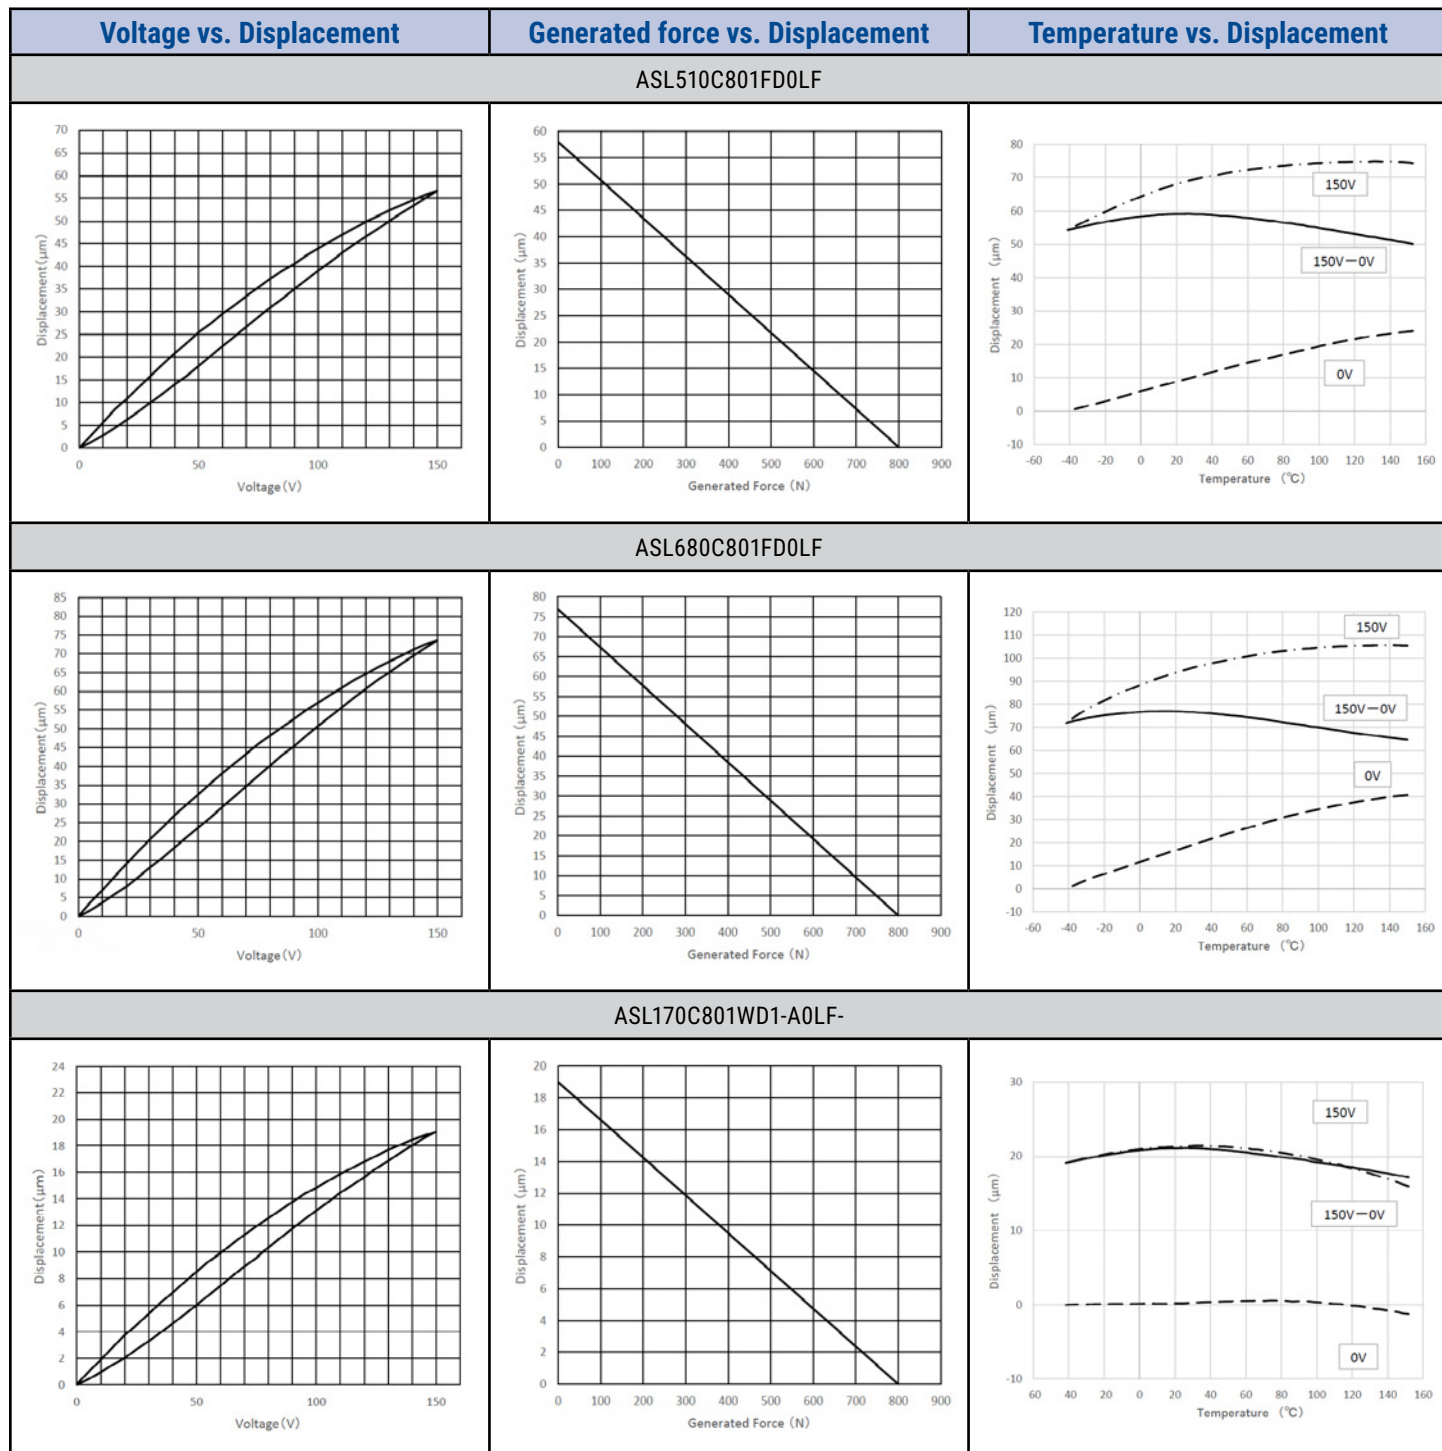 Voltage vs. Displacement
Generated force vs. Displacement
Temperature vs. Displacement
ASL510C801FD0LF
70
65
60
55
50
45
40
35
30
25
20
15
10
5
0
Displacement(μm)
0 50 100 150
Voltage(V)
60
55
50
45
40
35
30
25
20
15
10
5
0
Displacement (μm)
0 100 200 300 400 500 600 700 800 900
Generated Force (N)
80
70
60
50
40
30
20
10
0
-10
Displacement (μm)
150V
150V－0V
0V
-60 -40 -20 0 20 40 60 80 100 120 140 160
Temperature (℃)
ASL680C801FD0LF
85
80
75
70
65
60
55
50
45
40
35
30
25
20
15
10
5
0
Displacement(μm)
0 50 100 150
Voltage(V)
80
75
70
65
60
55
50
45
40
35
30
25
20
15
10
5
0
Displacement (μm)
0 100 200 300 400 500 600 700 800 900
Generated Force (N)
120
110
100
90
80
70
60
50
40
30
20
10
0
-10
Displacement (μm)
150V
150V－0V
0V
-60 -40 -20 0 20 40 60 80 100 120 140 160
Temperature (℃)
ASL170C801WD1-A0LF-
24
22
20
18
16
14
12
10
8
6
4
2
0
Displacement(μm)
0 50 100 150
Voltage(V)
20
18
16
14
12
10
8
6
4
2
0
Displacement (μm)
0 100 200 300 400 500 600 700 800 900
Generated Force (N)
30
20
10
0
-10
Displacement (μm)
150V
150V－0V
0V
60 40 20 0 20 40 60 80 100 120 140 160
Temperature (℃)